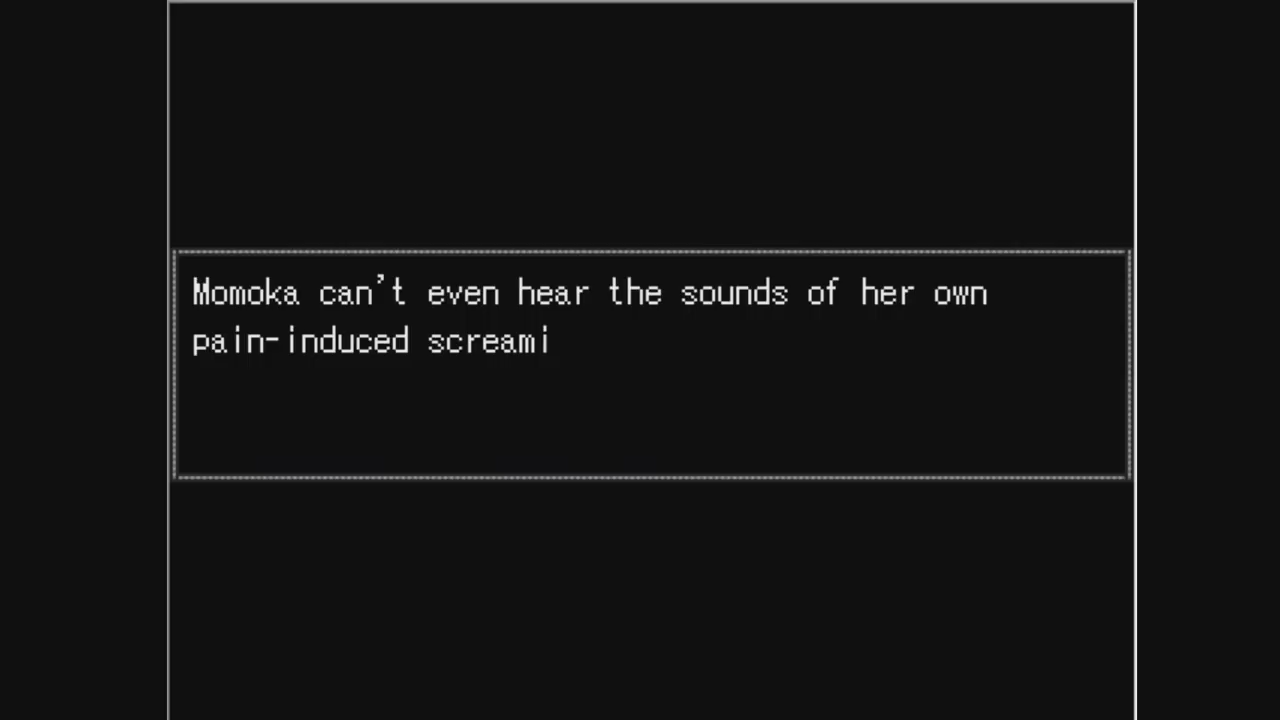 Momoka can't even hear the sounds of her own
pain-induced screami